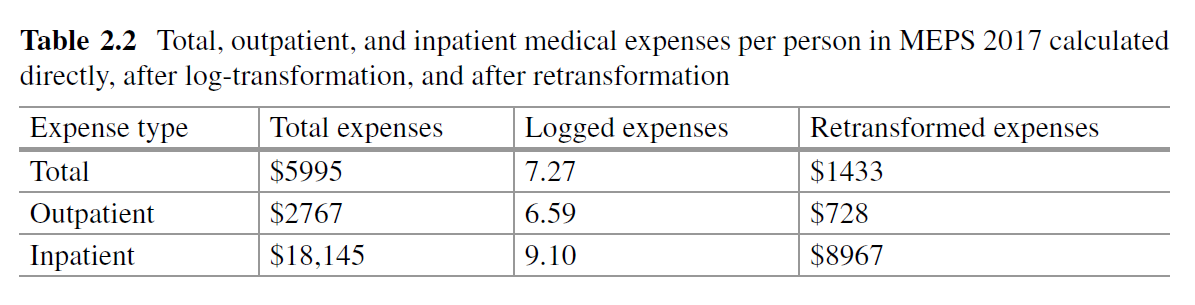 Table 2.2 Total, outpatient, and inpatient medical expenses per person in MEPS 2017 calculated
directly, after log-transformation, and after retransformation
Expense type Total expenses Logged expenses Retransformed expenses
Total $5995 7.27 $1433
Outpatient $2767 6.59 $728
Inpatient $18,145 9.10 $8967